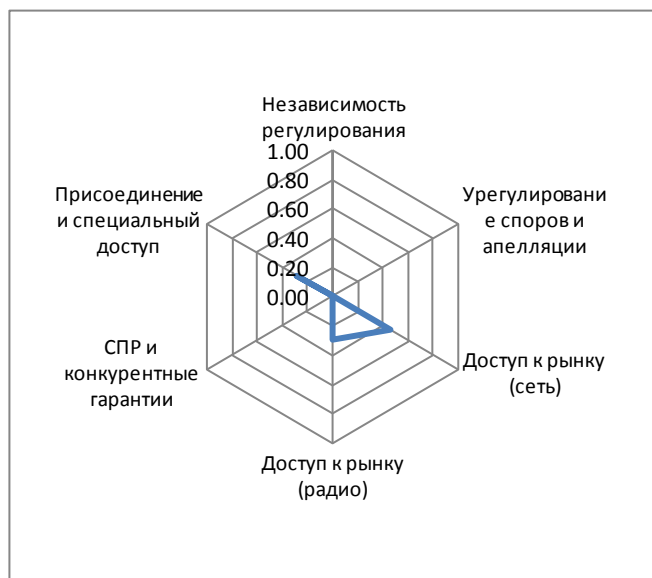 Независимость
регулирования
1.00
0.80
0.60
0.40
0.20
0.00
Урегулировани
е споров и
апелляции
Доступ к рынку
(сеть)
Доступ к рынку
(радио)
СПР и
конкурентные
гарантии
Присоединение
и специальный
доступ